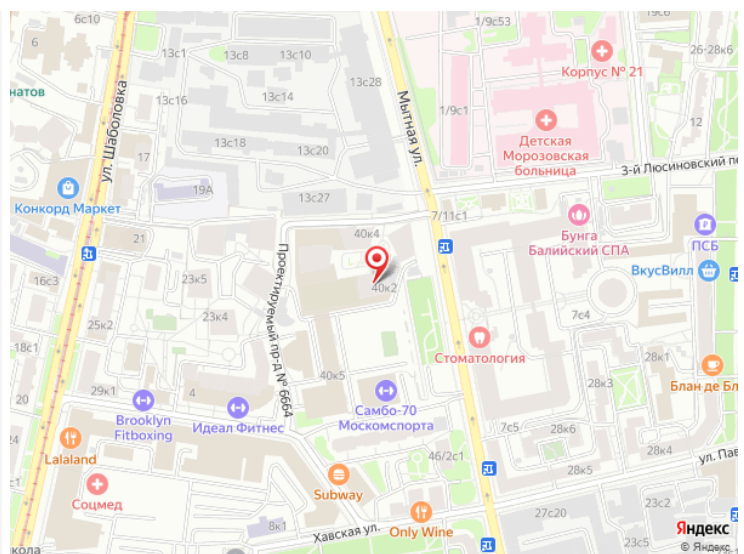 6с10
6
13с1
13с8
13с10
1/9с53
19с6
26-28к6
натов
13с16
13с14
13с28
Корпус № 21
1/9с1
ул. Шаболовка
Мытная ул.
17
13с18
13с20
Детская
Морозовская
больница
3-й Люсиновский пе
19А
13с27
Конкорд Маркет
7/11с1
21
40к4
Бунга
Балийский СПА
ПСБ
ВкусВилл
16с3
23к5
Проектируемый пр-д № 6664
40к2
25к2
23к4
7с4
18с1
Стоматология
28к1
29к1
4
40к5
28к3
Блан де Бл
Brooklyn
Fitboxing
Идеал Фитнес
Самбо-70
Москомспорта
7с5
28к6
Lalaland
46/2с1
28к5
28к4
ул. Пав
Соцмед
Subway
23с2
8к1
Хавская ул.
Only Wine
27с20
кола
Яндекс
© Яндекс